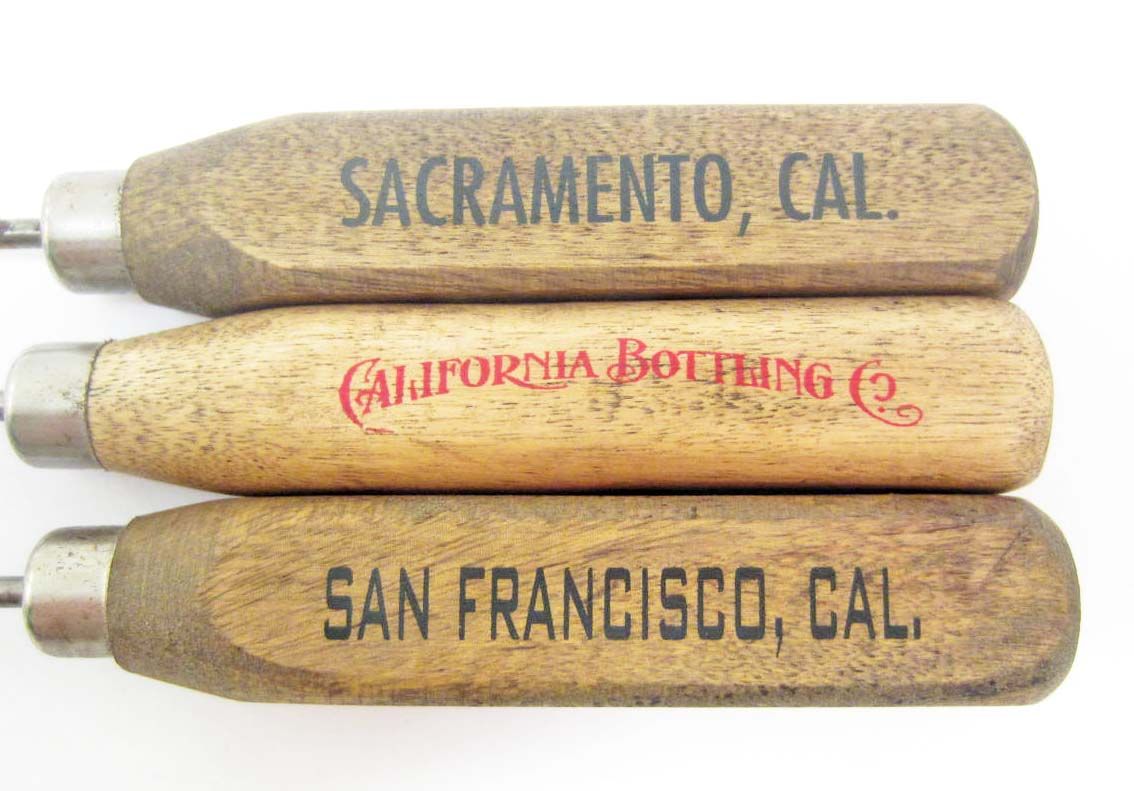 SACRAMENTO, CAL.
CALIFORNIA BOTTLING CO.
SAN FRANCISCO, CAL.